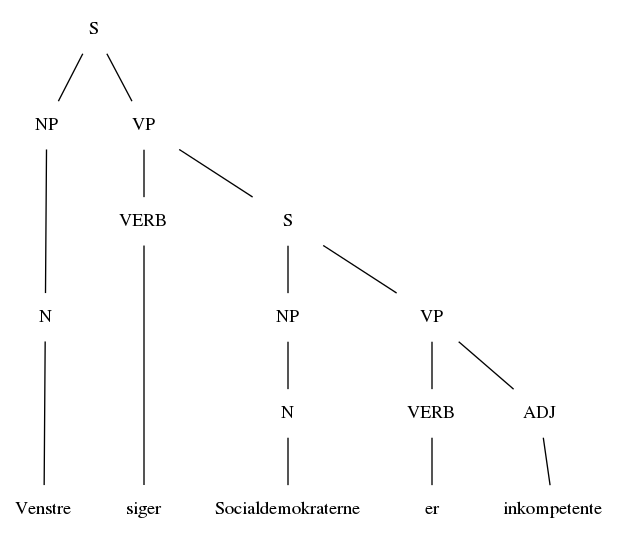 S
NP VP
VERB S
N NP VP
N VERB ADJ
Venstre siger Socialdemokraterne er inkompetente